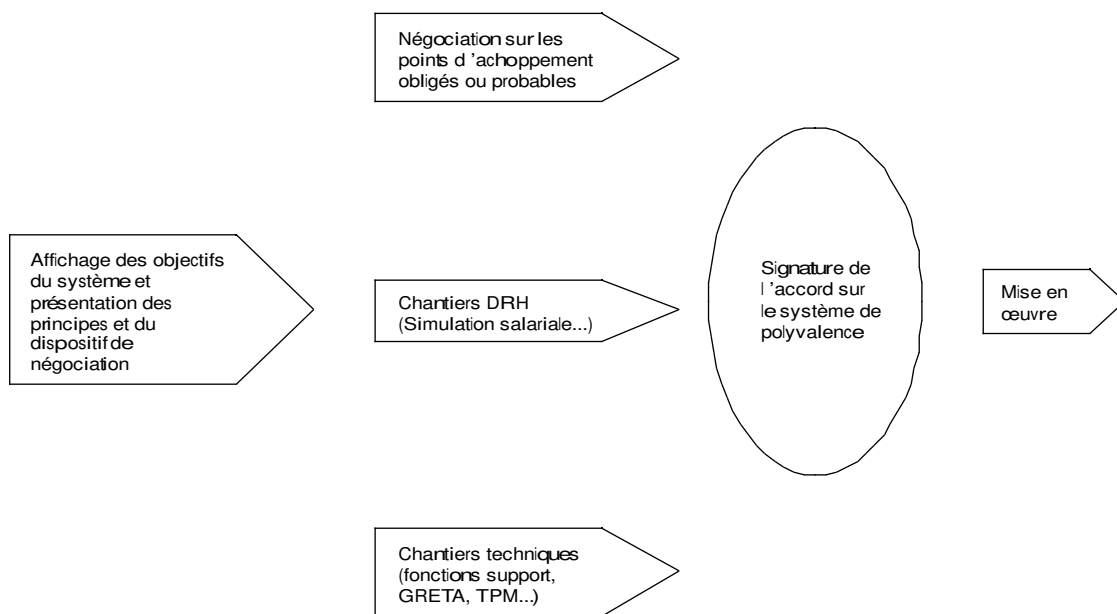 Négociation sur les
points d 'achoppement
obligés ou probables
Affichage des objectifs
du système et
présentation des
principes et du
dispositif de
négociation
Chantiers DRH
(Simulation salariale...)
Signature de
l 'accord sur
le système de
polyvalence
Mise en
œuvre
Chantiers techniques
(fonctions support,
GRETA, TPM...)